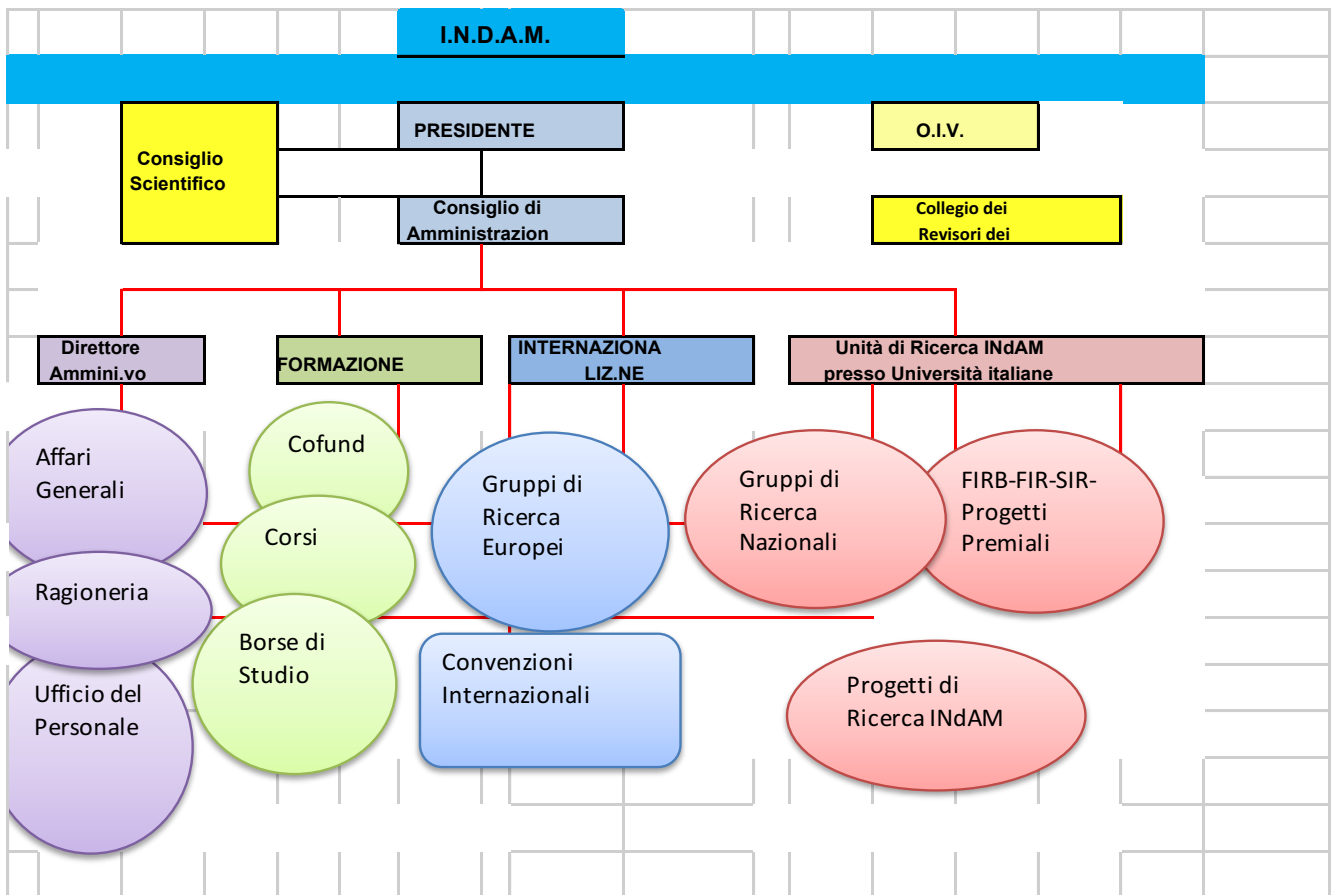 I.N.D.A.M.
PRESIDENTE
O.I.V.
Consiglio
Scientifico
Consiglio di
Amministrazion
Collegio dei
Revisori dei
Direttore
Ammini.vo
FORMAZIONE
INTERNAZIONA
LIZ.NE
Unità di Ricerca INdAM
presso Università italiane
Affari
Generali
Cofund
Gruppi di
Ricerca
Europei
Gruppi di
Ricerca
Nazionali
FIRB-FIR-SIR-
Progetti
Premiali
Corsi
Ragioneria
Borse di
Studio
Convenzioni
Internazionali
Ufficio del
Personale
Progetti di
Ricerca INdAM